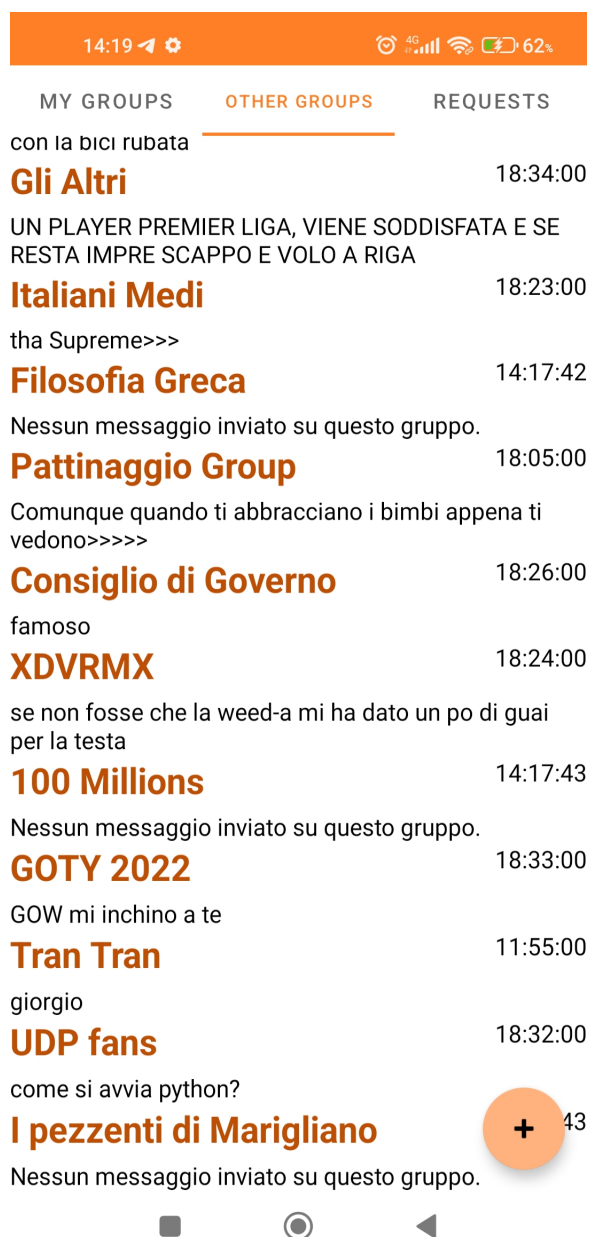 14:19 4G 62%
MY GROUPS OTHER GROUPS REQUESTS
con la bici rubata
Gli Altri 18:34:00
UN PLAYER PREMIER LIGA, VIENE SODDISFATA E SE
RESTA IMPRE SCAPPO E VOLO A RIGA
Italiani Medi 18:23:00
tha Supreme>>>
Filosofia Greca 14:17:42
Nessun messaggio inviato su questo gruppo.
Pattinaggio Group 18:05:00
Comunque quando ti abbracciano i bimbi appena ti
vedono>>>>>
Consiglio di Governo 18:26:00
famoso
XDVRMX 18:24:00
se non fosse che la weed-a mi ha dato un po di guai
per la testa
100 Millions 14:17:43
Nessun messaggio inviato su questo gruppo.
GOTY 2022 18:33:00
GOW mi inchino a te
Tran Tran 11:55:00
giorgio
UDP fans 18:32:00
come si avvia python?
I pezzenti di Marigliano + 43
Nessun messaggio inviato su questo gruppo.